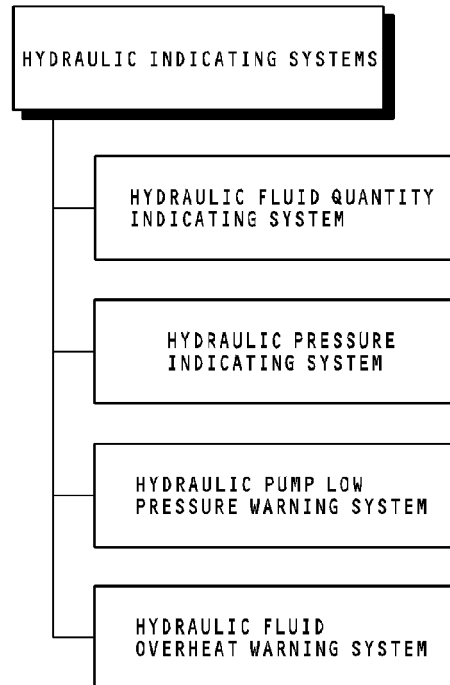 HYDRAULIC INDICATING SYSTEMS
HYDRAULIC FLUID QUANTITY
INDICATING SYSTEM
HYDRAULIC PRESSURE
INDICATING SYSTEM
HYDRAULIC PUMP LOW
PRESSURE WARNING SYSTEM
HYDRAULIC FLUID
OVERHEAT WARNING SYSTEM